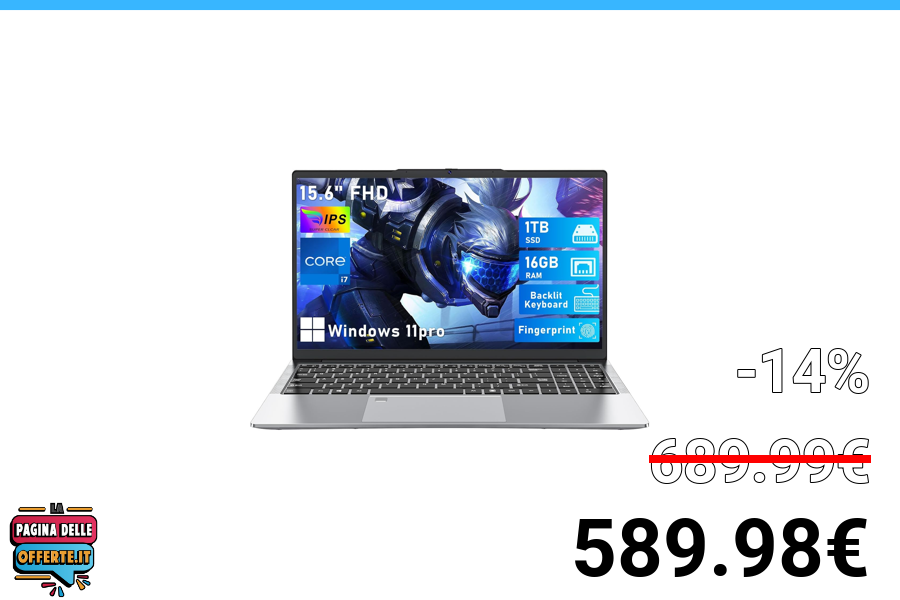 15.6" FHD
IPS
CORE
i7
Windows 11pro
1TB
SSD
16GB
RAM
Backlit
Keyboard
Fingerprint
-14%
689.99€
589.98€
LA
PAGINA DELLE
OFFERTE.IT